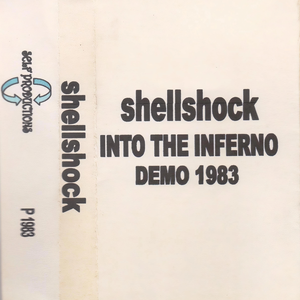 SELF PRODUCTIONS
shellshock
P 1983
shellshock
INTO THE INFERNO
DEMO 1983